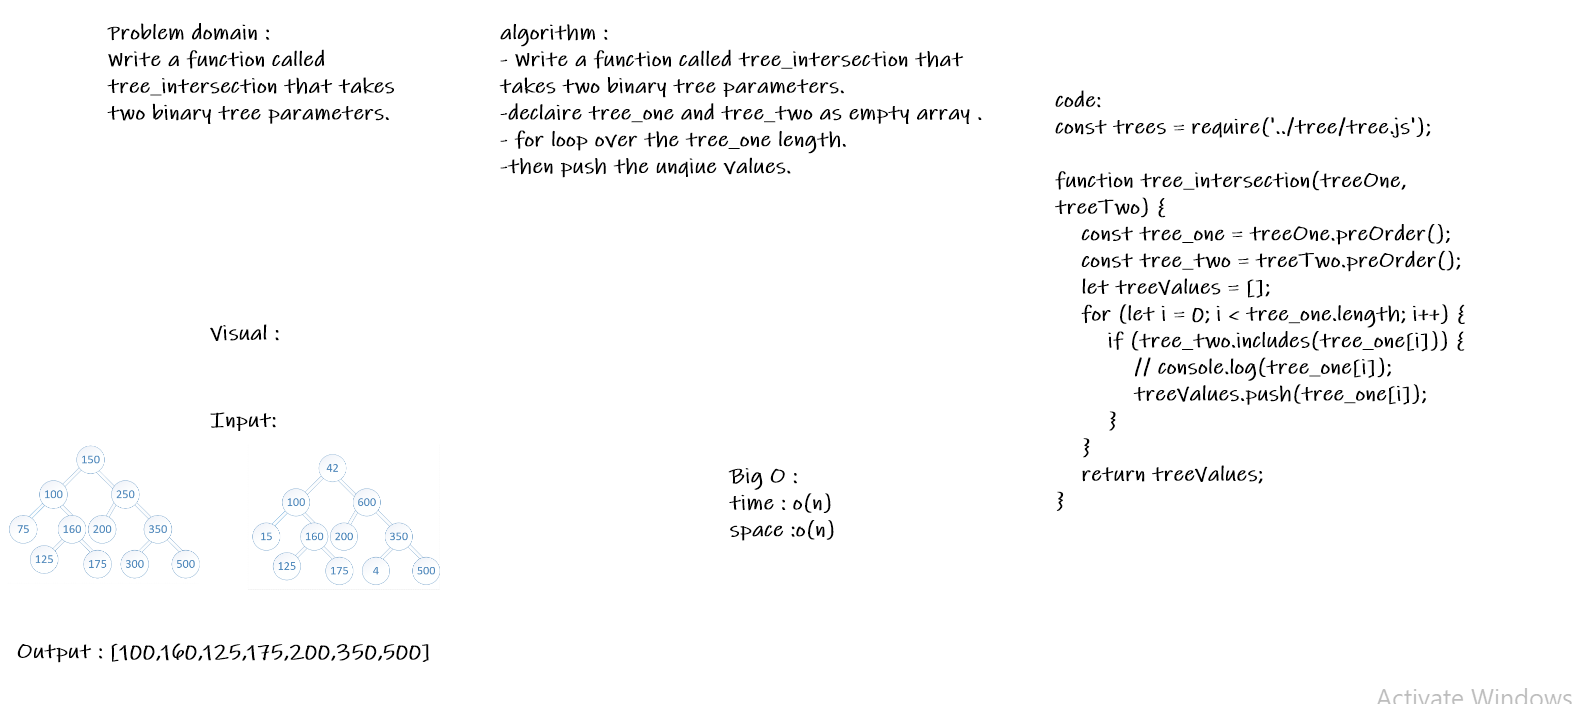 Problem domain :
Write a function called
tree_intersection that takes
two binary tree parameters.
algorithm :
- Write a function called tree_intersection that
takes two binary tree parameters.
-declaire tree_one and tree_two as empty array .
- for loop over the tree_one length.
-then push the unqiue values.
code:
const trees = require('../tree/tree.js');
function tree_intersection(treeOne,
treeTwo) {
const tree_one = treeOne.preOrder();
const tree_two = treeTwo.preOrder();
let treeValues = [];
for (let i = 0; i < tree_one.length; i++) {
if (tree_two.includes(tree_one[i])) {
// console.log(tree_one[i]);
treeValues.push(tree_one[i]);
}
}
return treeValues;
}
Visual :
Input:
150
100 250
75 160 200 350
125 175 300 500
42
100 600
15 160 200 350
125 175 4 500
Big O :
time : o(n)
space :o(n)
Output : [100,160,125,175,200,350,500]
Activate Windows